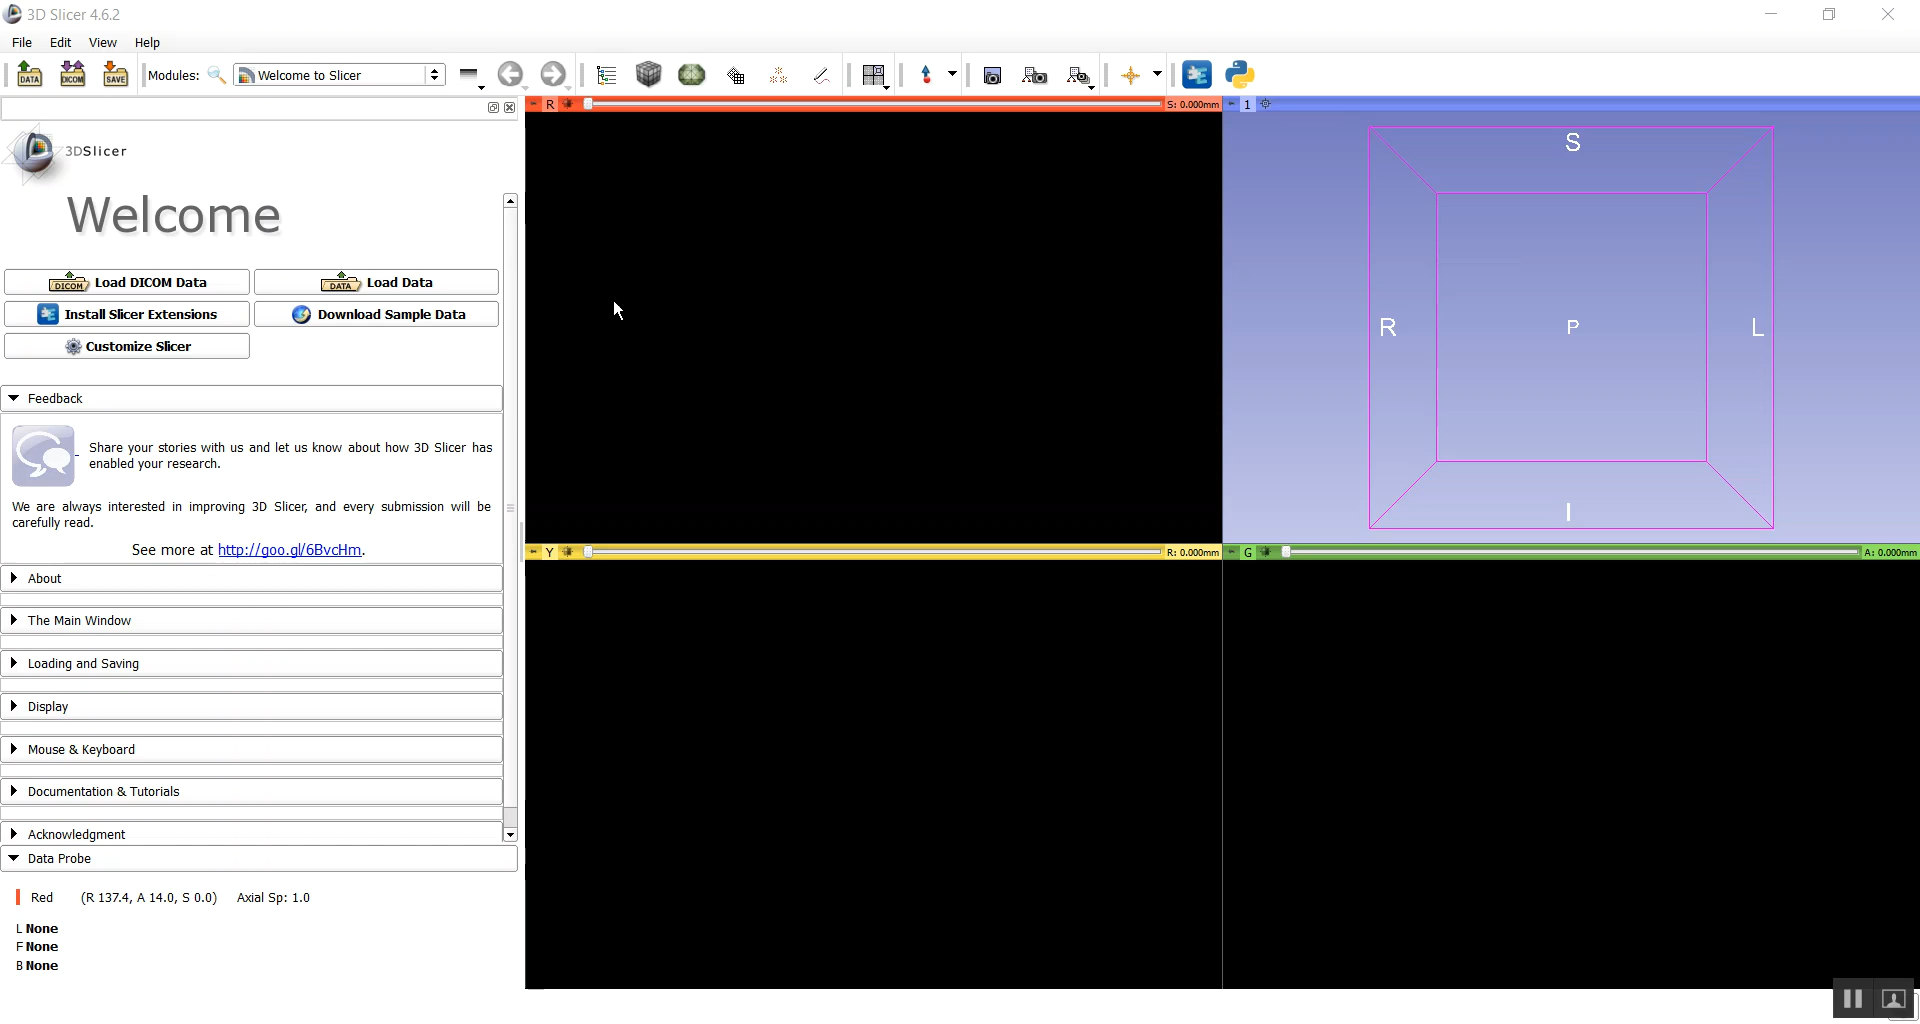 3D Slicer 4.6.2
File Edit View Help
DATA DICOM SAVE Modules: Welcome to Slicer
R S: 0.000mm 1
3DSlicer
Welcome
DICOM Load DICOM Data DATA Load Data
Install Slicer Extensions Download Sample Data
Customize Slicer
Feedback
Share your stories with us and let us know about how 3D Slicer has
enabled your research.
We are always interested in improving 3D Slicer, and every submission will be
carefully read.
See more at http://goo.gl/6BvcHm.
About
The Main Window
Loading and Saving
Display
Mouse & Keyboard
Documentation & Tutorials
Acknowledgment
Data Probe
Red (R 137.4, A 14.0, S 0.0) Axial Sp: 1.0
L None
F None
B None
S
R P L
I
Y R: 0.000mm G A: 0.000mm